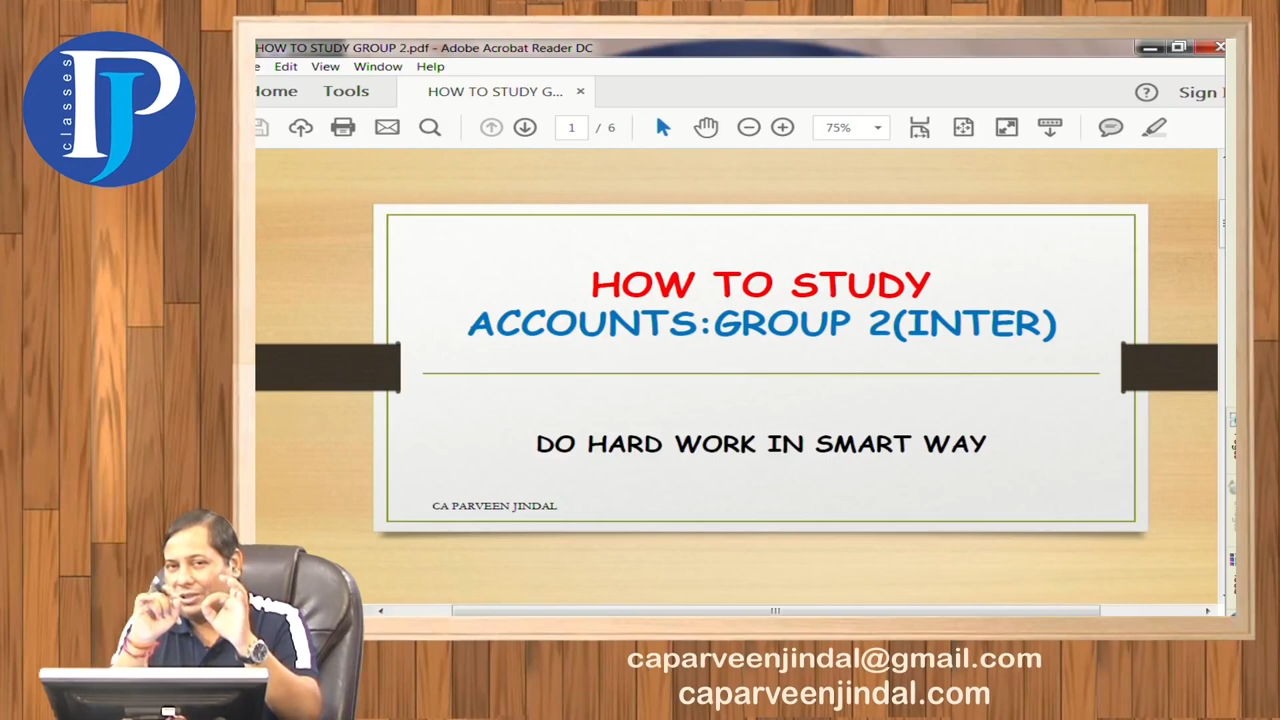 classes
PJ
HOW TO STUDY GROUP 2.pdf - Adobe Acrobat Reader DC
e Edit View Window Help
Home Tools HOW TO STUDY G... × Sign I
1 / 6 75%
HOW TO STUDY
ACCOUNTS:GROUP 2(INTER)
DO HARD WORK IN SMART WAY
CA PARVEEN JINDAL
caparveenjindal@gmail.com
caparveenjindal.com